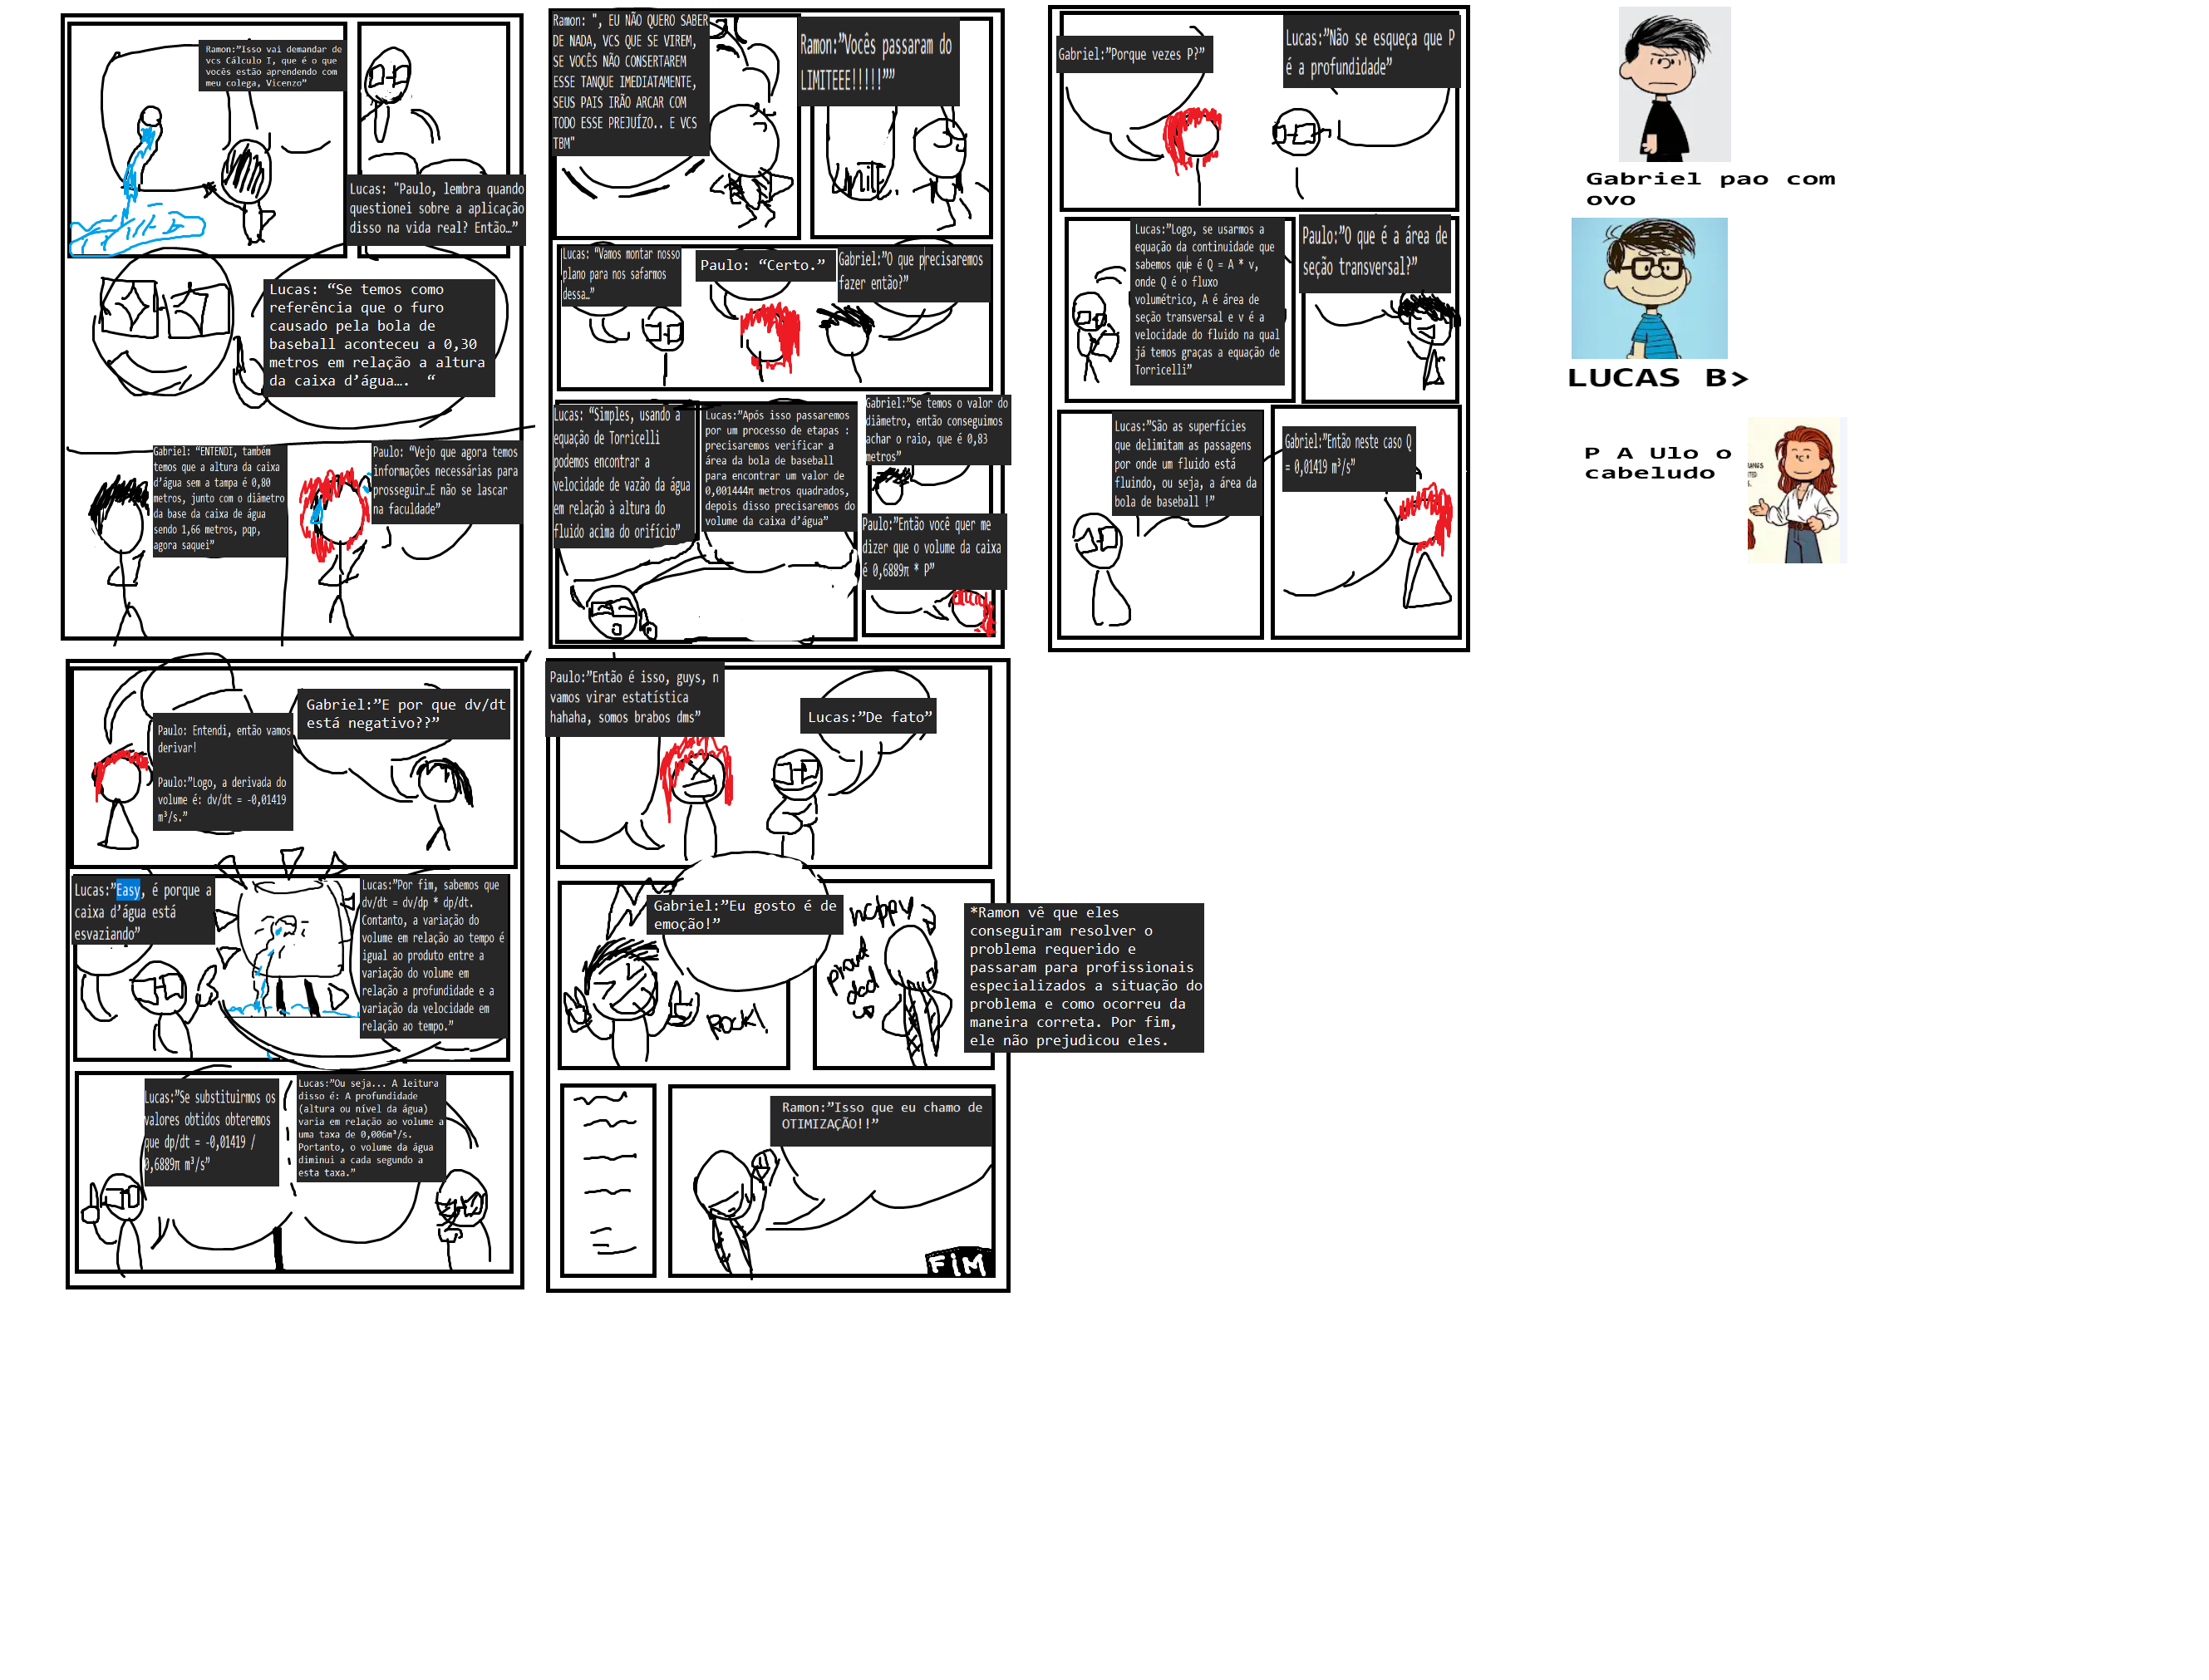 Ramon:”Isso vai demandar de
vcs Cálculo I, que é o que
vocês estão aprendendo com
meu colega, Vicenzo”
Lucas: "Paulo, lembra quando
questionei sobre a aplicação
disso na vida real? Então…”
Lucas: “Se temos como
referência que o furo
causado pela bola de
baseball aconteceu a 0,30
metros em relação a altura
da caixa d’água…. “
Gabriel: “ENTENDI, também
temos que a altura da caixa
d’água sem a tampa é 0,80
metros, junto com o diâmetro
da base da caixa de água
sendo 1,66 metros, pqp,
agora saquei”
Paulo: “Vejo que agora temos
informações necessárias para
prosseguir…E não se lascar
na faculdade”
Ramon: ", EU NÃO QUERO SABER
DE NADA, VCS QUE SE VIREM,
SE VOCÊS NÃO CONSERTAREM
ESSE TANQUE IMEDIATAMENTE,
SEUS PAIS IRÃO ARCAR COM
TODO ESSE PREJUÍZO.. E VCS
TBM"
Ramon:”Vocês passaram do
LIMITEEE!!!!!””
Lucas: “Vamos montar nosso
plano para nos safarmos
dessa…”
Paulo: “Certo.”
Gabriel:”O que precisaremos
fazer então?”
Lucas: “Simples, usando a
equação de Torricelli
podemos encontrar a
velocidade de vazão da água
em relação à altura do
fluido acima do orifício”
Lucas:”Após isso passaremos
por um processo de etapas :
precisaremos verificar a
área da bola de baseball
para encontrar um valor de
0,001444π metros quadrados,
depois disso precisaremos do
volume da caixa d’água”
Gabriel:”Se temos o valor do
diâmetro, então conseguimos
achar o raio, que é 0,83
metros”
Paulo:”Então você quer me
dizer que o volume da caixa
é 0,6889π * P”
Gabriel:”Porque vezes P?”
Lucas:”Não se esqueça que P
é a profundidade”
Lucas:”Logo, se usarmos a
equação da continuidade que
sabemos que é Q = A * v,
onde Q é o fluxo
volumétrico, A é área de
seção transversal e v é a
velocidade do fluido na qual
já temos graças a equação de
Torricelli”
Paulo:”O que é a área de
seção transversal?”
Lucas:”São as superfícies
que delimitam as passagens
por onde um fluido está
fluindo, ou seja, a área da
bola de baseball !”
Gabriel:”Então neste caso Q
= 0,01419 m³/s”
Gabriel pao com
ovo
LUCAS B>
P A Ulo o
cabeludo
Paulo: Entendi, então vamos
derivar!
Paulo:”Logo, a derivada do
volume é: dv/dt = -0,01419
m³/s.”
Gabriel:”E por que dv/dt
está negativo??”
Lucas:”Easy, é porque a
caixa d’água está
esvaziando”
Lucas:”Por fim, sabemos que
dv/dt = dv/dp * dp/dt.
Contanto, a variação do
volume em relação ao tempo é
igual ao produto entre a
variação do volume em
relação a profundidade e a
variação da velocidade em
relação ao tempo.”
Lucas:”Se substituirmos os
valores obtidos obteremos
que dp/dt = -0,01419 /
0,6889π m³/s”
Lucas:”Ou seja... A leitura
disso é: A profundidade
(altura ou nível da água)
varia em relação ao volume a
uma taxa de 0,006m³/s.
Portanto, o volume da água
diminui a cada segundo a
esta taxa.”
Paulo:”Então é isso, guys, n
vamos virar estatística
hahaha, somos brabos dms”
Lucas:”De fato”
Gabriel:”Eu gosto é de
emoção!”
ROCK!
happy
proud
dad
*Ramon vê que eles
conseguiram resolver o
problema requerido e
passaram para profissionais
especializados a situação do
problema e como ocorreu da
maneira correta. Por fim,
ele não prejudicou eles.
Ramon:”Isso que eu chamo de
OTIMIZAÇÃO!!”
FIM